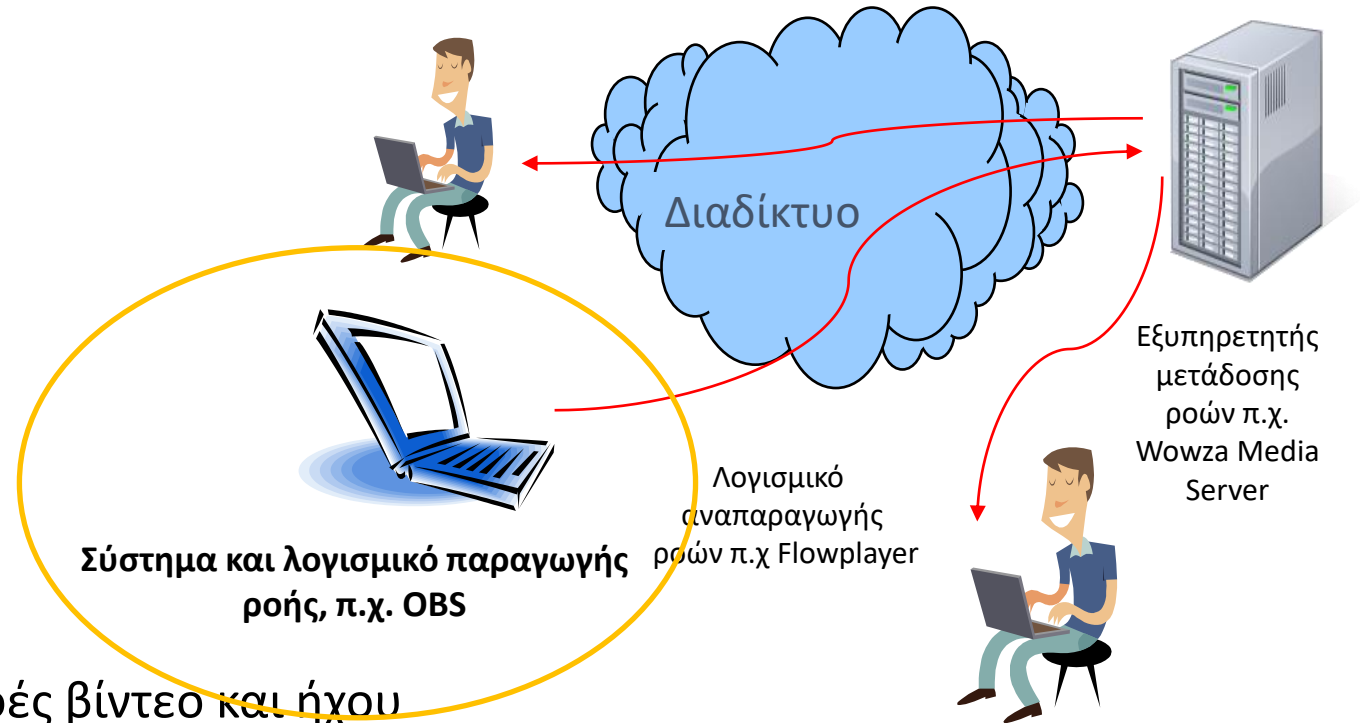 Διαδίκτυο
Εξυπηρετητής
μετάδοσης
ροών π.χ.
Wowza Media
Server
Λογισμικό
αναπαραγωγής
ροών π.χ Flowplayer
Σύστημα και λογισμικό παραγωγής
ροής, π.χ. OBS
βίντεο και ήχου